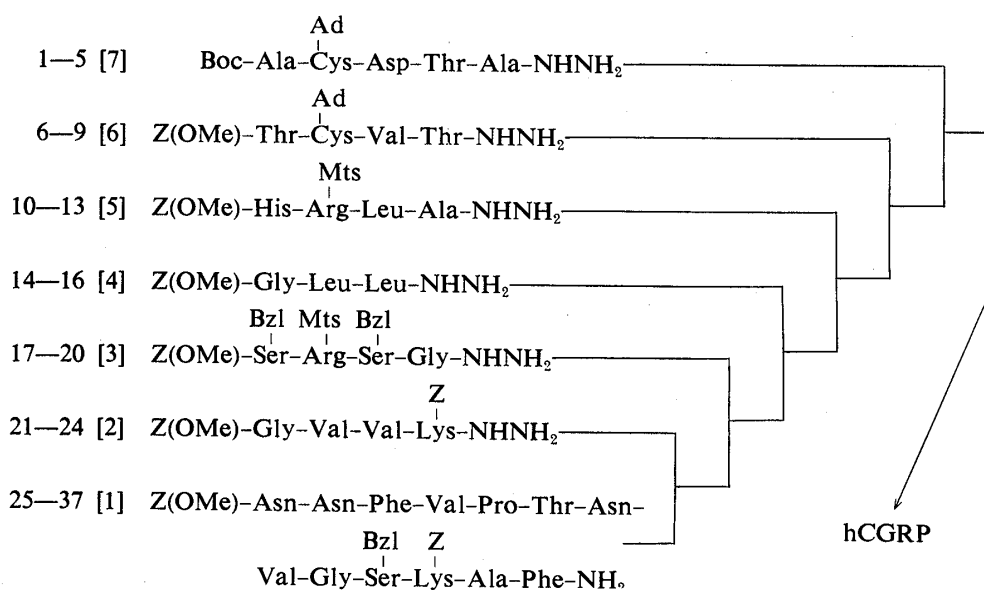 Ad
1—5 [7] Boc–Ala–Cys–Asp–Thr–Ala–NHNH₂
Ad
6—9 [6] Z(OMe)–Thr–Cys–Val–Thr–NHNH₂
Mts
10—13 [5] Z(OMe)–His–Arg–Leu–Ala–NHNH₂
14—16 [4] Z(OMe)–Gly–Leu–Leu–NHNH₂
Bzl Mts Bzl
17—20 [3] Z(OMe)–Ser–Arg–Ser–Gly–NHNH₂
Z
21—24 [2] Z(OMe)–Gly–Val–Val–Lys–NHNH₂
25—37 [1] Z(OMe)–Asn–Asn–Phe–Val–Pro–Thr–Asn–
hCGRP
Bzl Z
Val–Gly–Ser–Lys–Ala–Phe–NH₂